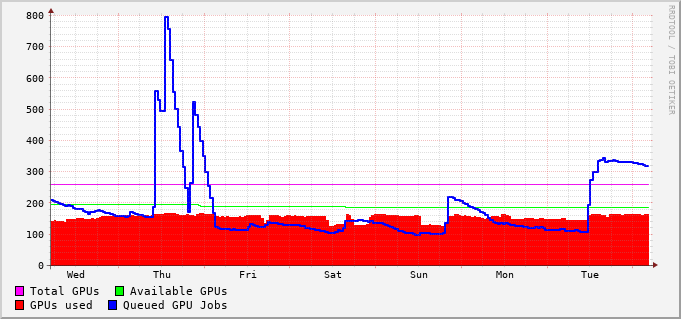 800
700
600
500
400
300
200
100
0
Wed Thu Fri Sat Sun Mon Tue
Total GPUs Available GPUs
GPUs used Queued GPU Jobs
RRDTOOL / TOBI OETIKER